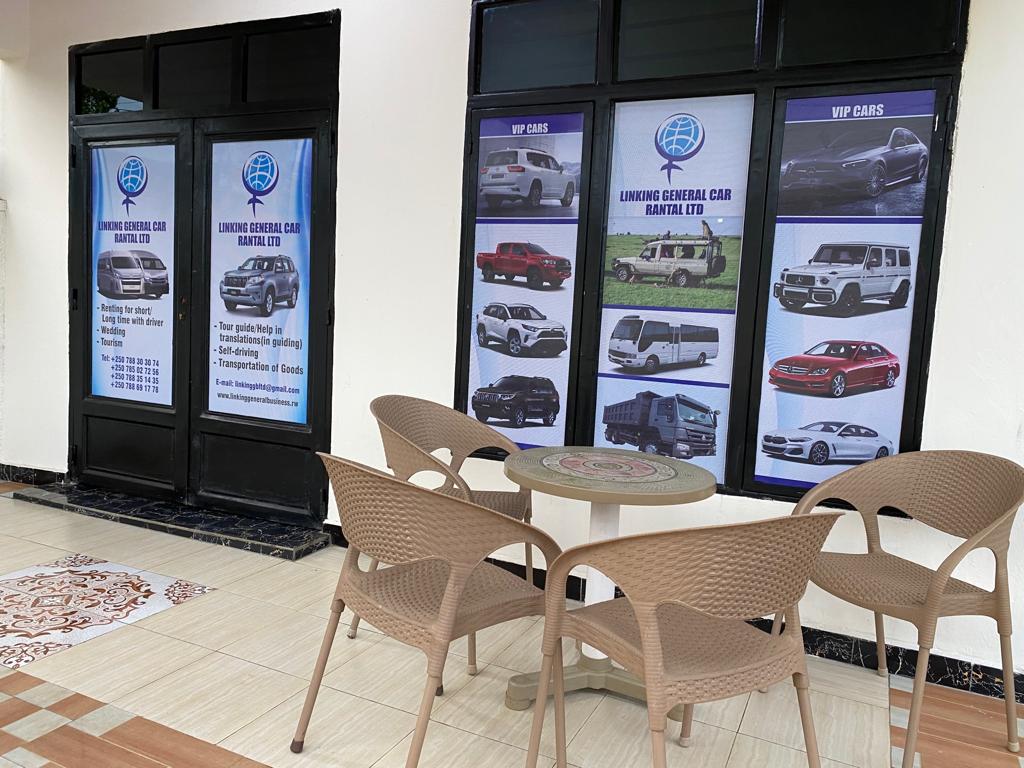 LINKING GENERAL CAR
RANTAL LTD
- Renting for short/
Long time with driver
- Wedding
- Tourism
Tel: +250 788 30 30 74
+250 785 02 72 56
+250 788 35 14 35
+250 788 69 17 78
LINKING GENERAL CAR
RANTAL LTD
- Tour guide/Help in
translations(in guiding)
- Self-driving
- Transportation of Goods
E-mail: linkinggbltd@gmail.com
www.linkinggeneralbusiness.rw
VIP CARS
LINKING GENERAL CAR
RANTAL LTD
VIP CARS